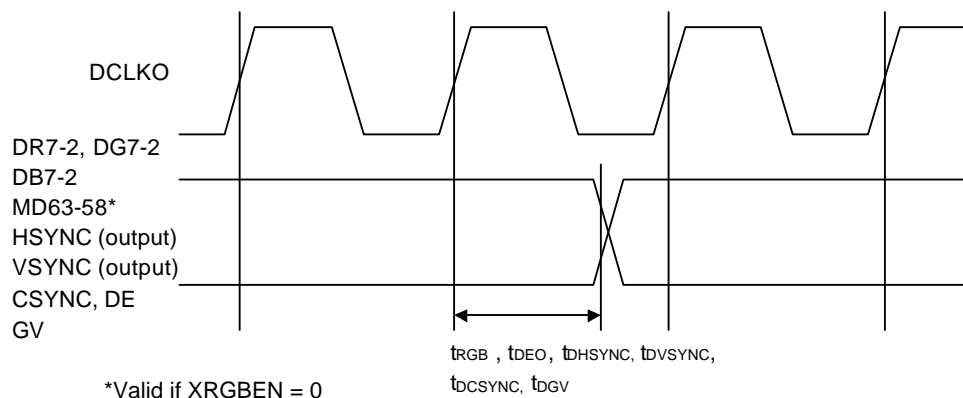 DCLKO
DR7-2, DG7-2
DB7-2
MD63-58*
HSYNC (output)
VSYNC (output)
CSYNC, DE
GV
tRGB , tDEO, tDHSYNC, tDVSYNC,
tDCSYNC, tDGV
*Valid if XRGBEN = 0